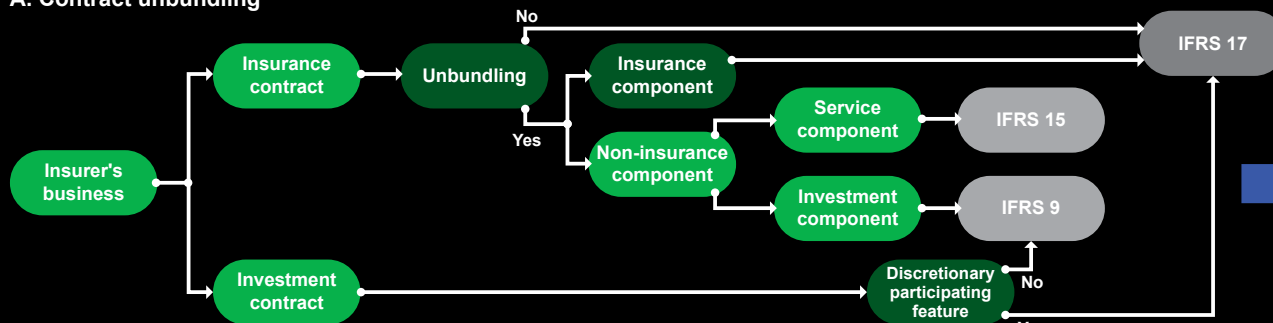 A. Contract unbundling
No
IFRS 17
Insurance
contract
Unbundling
Insurance
component
Yes
Service
component
IFRS 15
Non-insurance
component
Insurer's
business
Investment
component
IFRS 9
Investment
contract
Discretionary
participating
feature
No